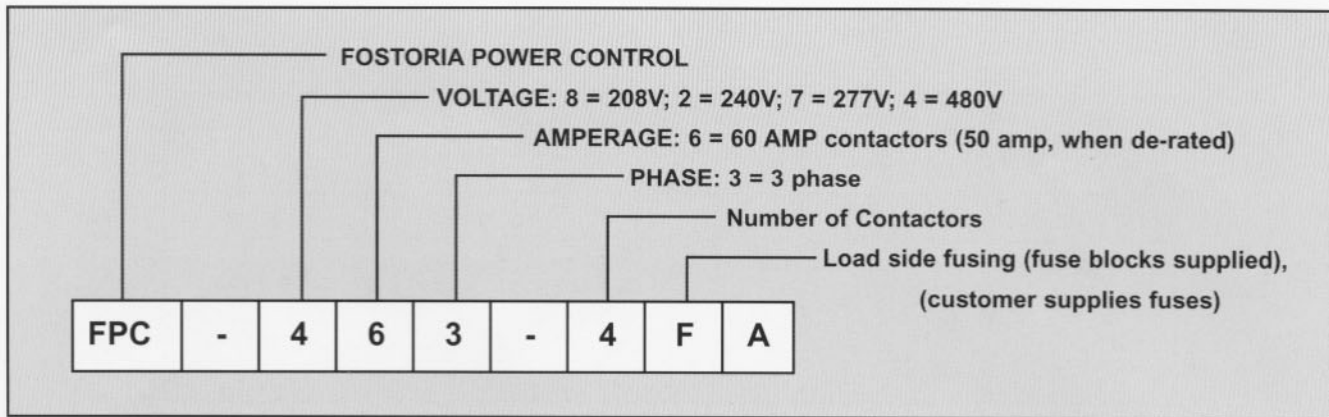 FOSTORIA POWER CONTROL
VOLTAGE: 8 = 208V; 2 = 240V; 7 = 277V; 4 = 480V
AMPERAGE: 6 = 60 AMP contactors (50 amp, when de-rated)
PHASE: 3 = 3 phase
Number of Contactors
Load side fusing (fuse blocks supplied),
(customer supplies fuses)
FPC - 4 6 3 - 4 F A